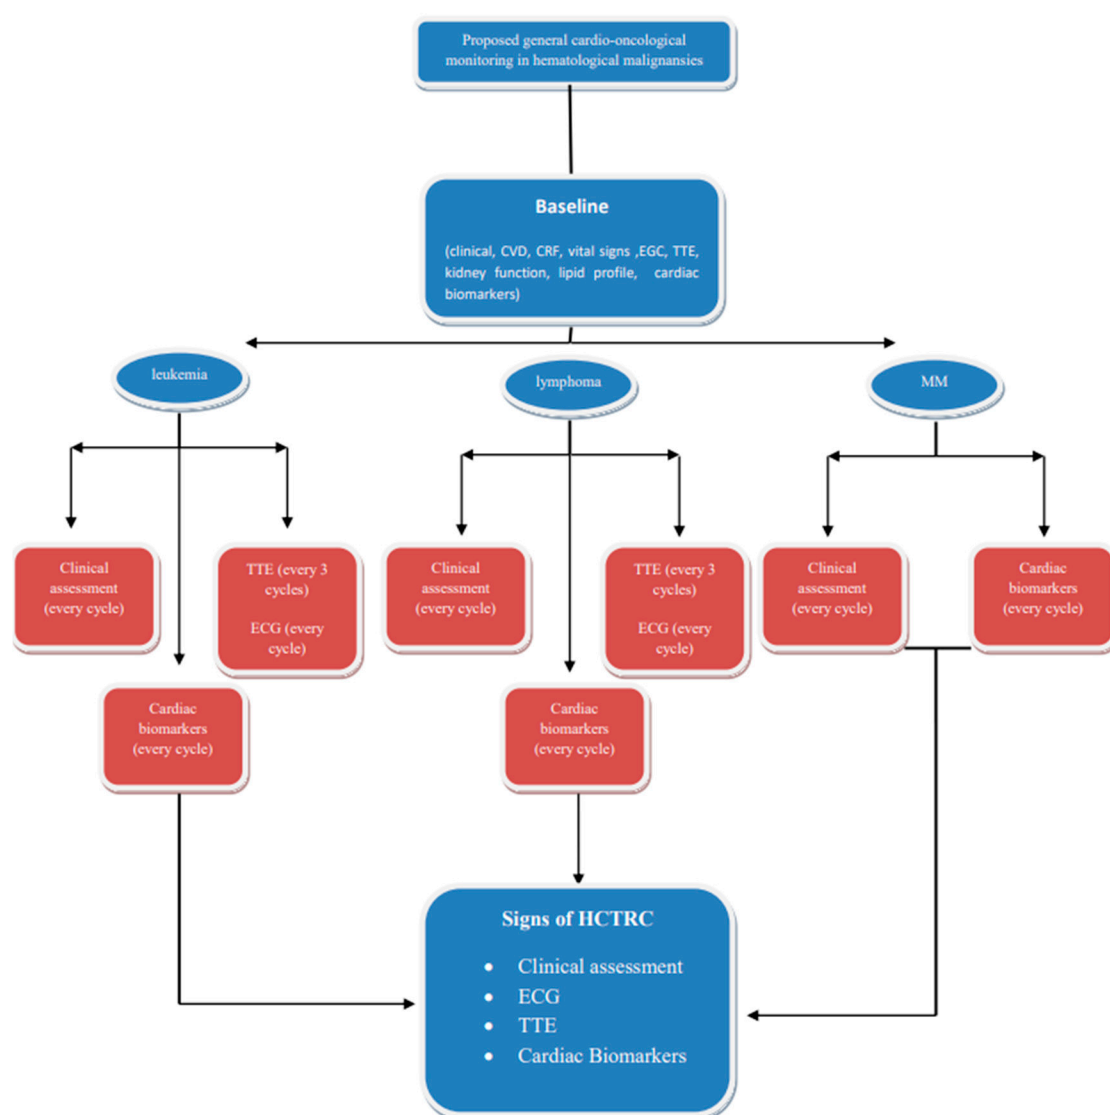 Proposed general cardio-oncological
monitoring in hematological malignansies
Baseline
(clinical, CVD, CRF, vital signs ,EGC, TTE,
kidney function, lipid profile, cardiac
biomarkers)
leukemia
lymphoma
MM
Clinical
assessment
(every cycle)
TTE (every 3
cycles)
ECG (every
cycle)
Cardiac
biomarkers
(every cycle)
Clinical
assessment
(every cycle)
TTE (every 3
cycles)
ECG (every
cycle)
Cardiac
biomarkers
(every cycle)
Clinical
assessment
(every cycle)
Cardiac
biomarkers
(every cycle)
Signs of HCTRC
• Clinical assessment
• ECG
• TTE
• Cardiac Biomarkers